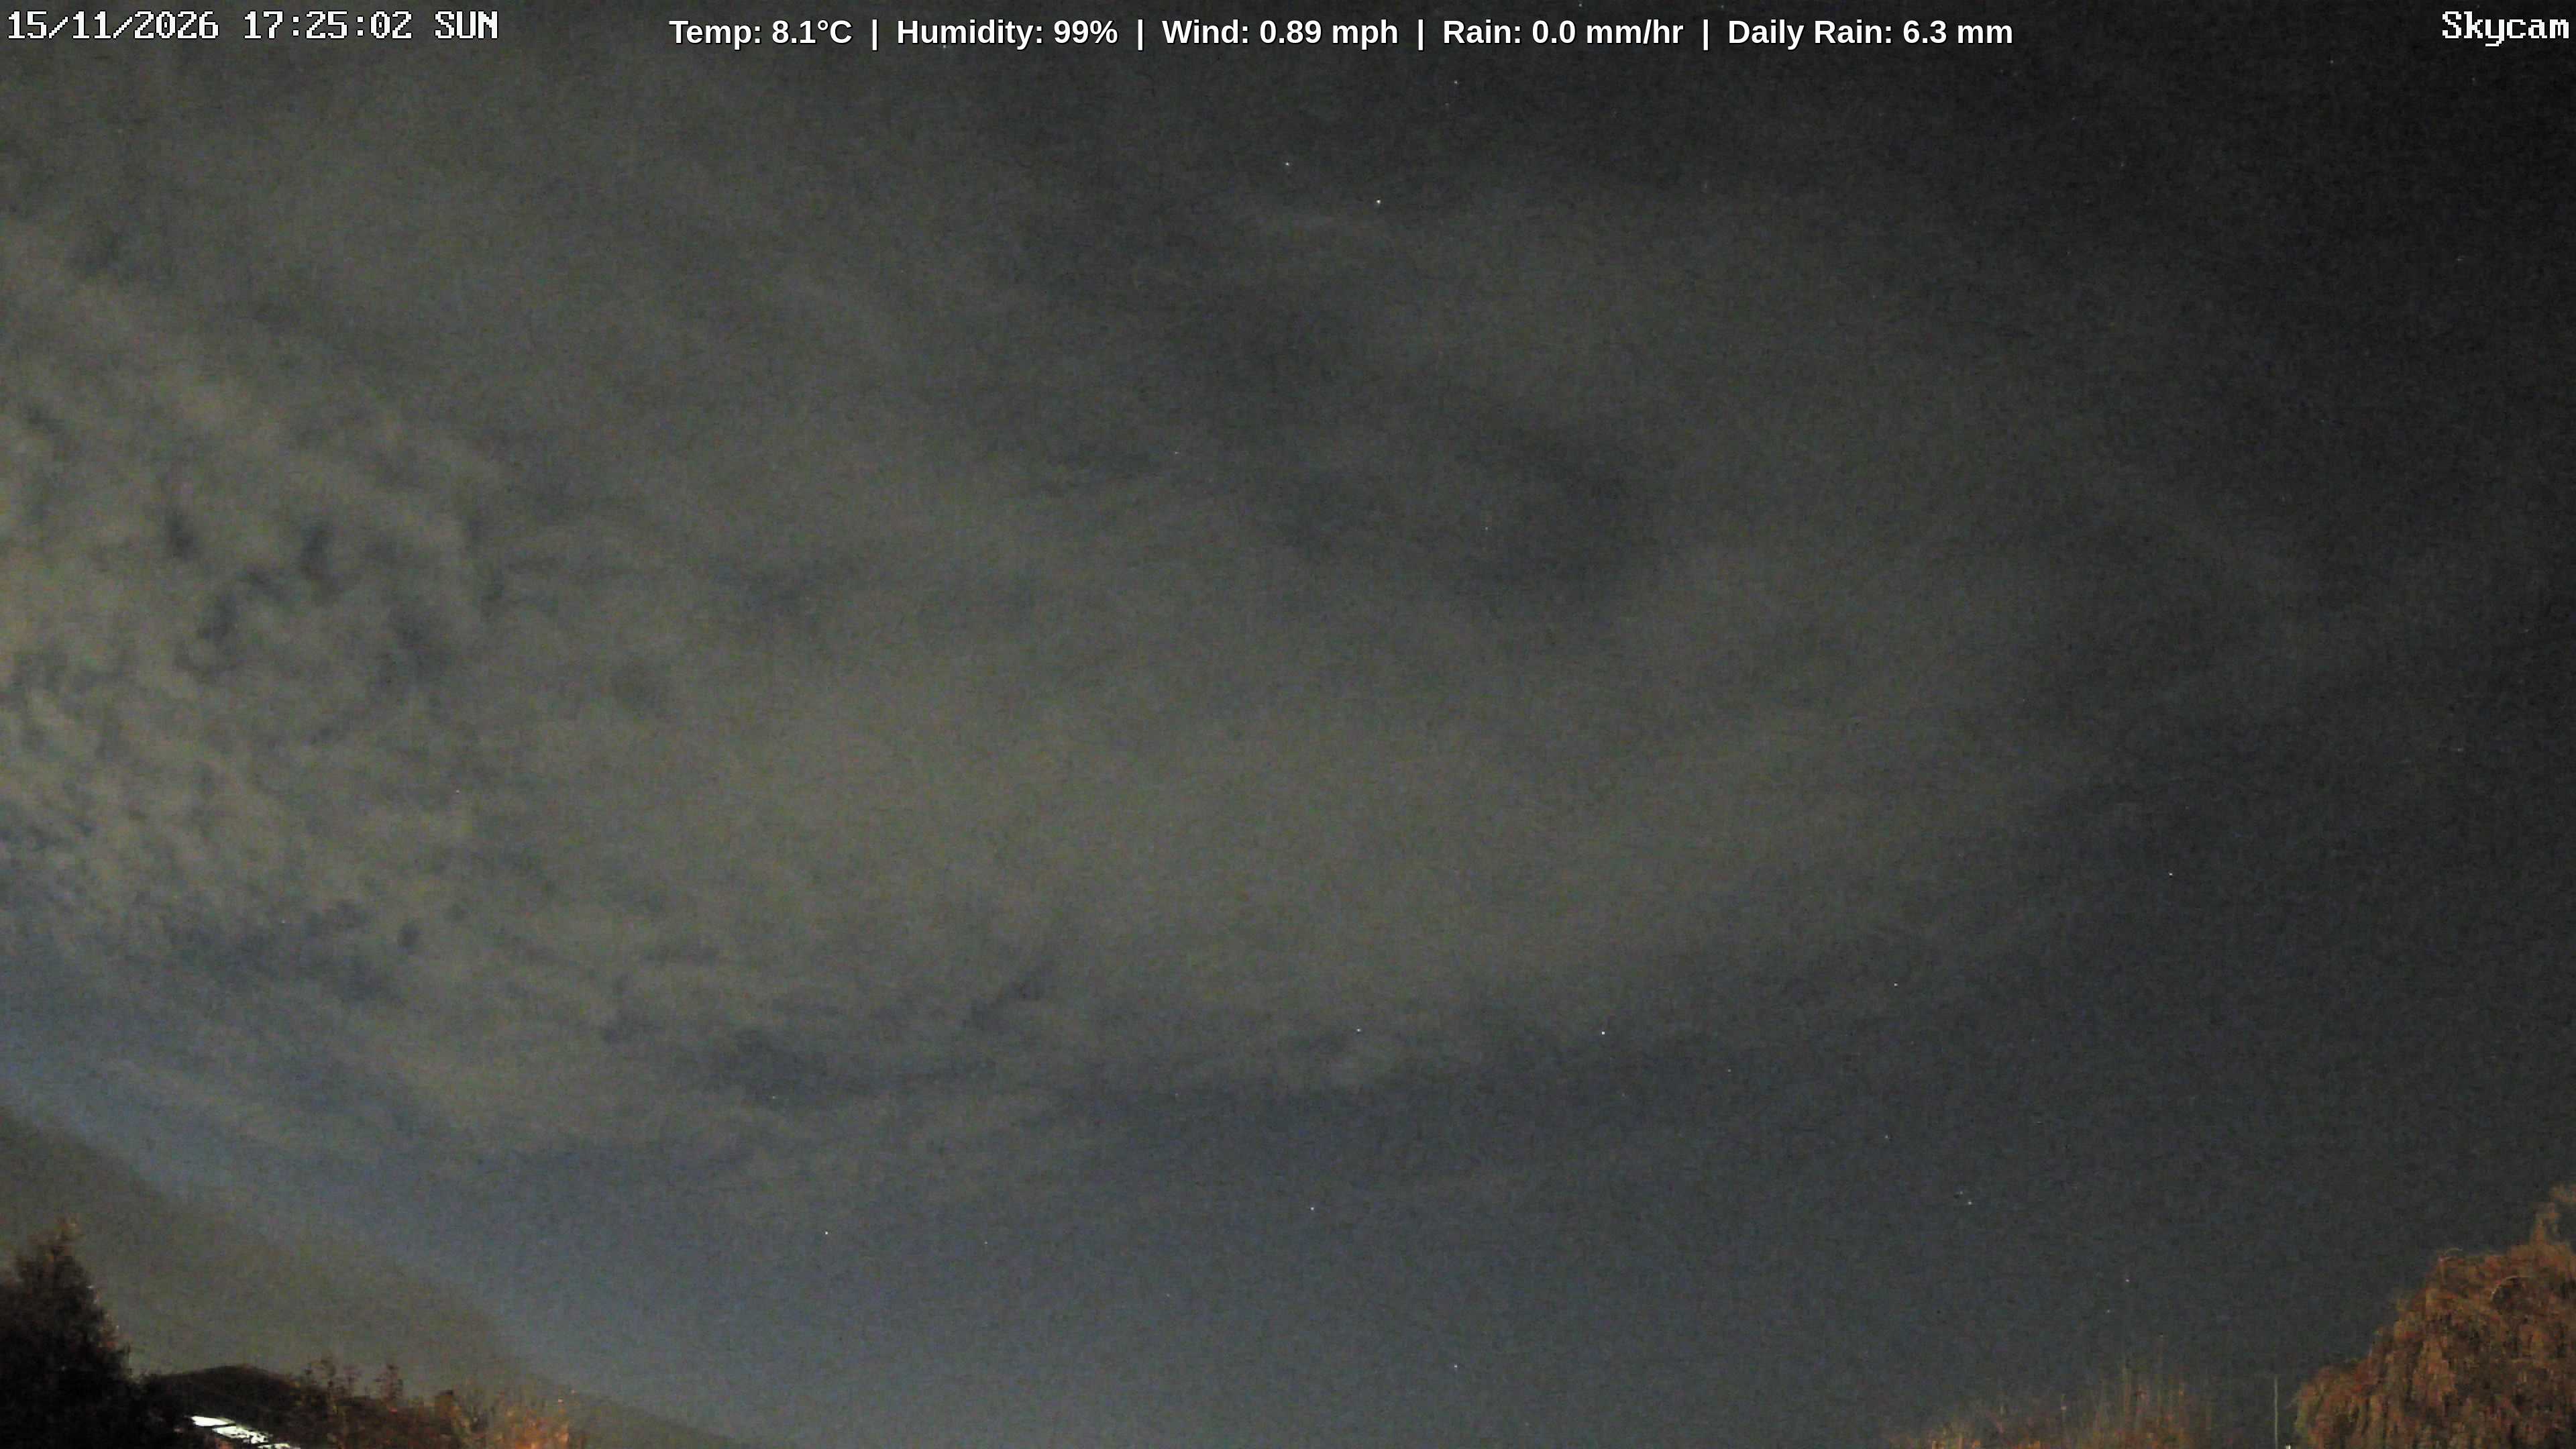 15/11/2026 17:25:02 SUN
Temp: 8.1°C | Humidity: 99% | Wind: 0.89 mph | Rain: 0.0 mm/hr | Daily Rain: 6.3 mm
Skycam